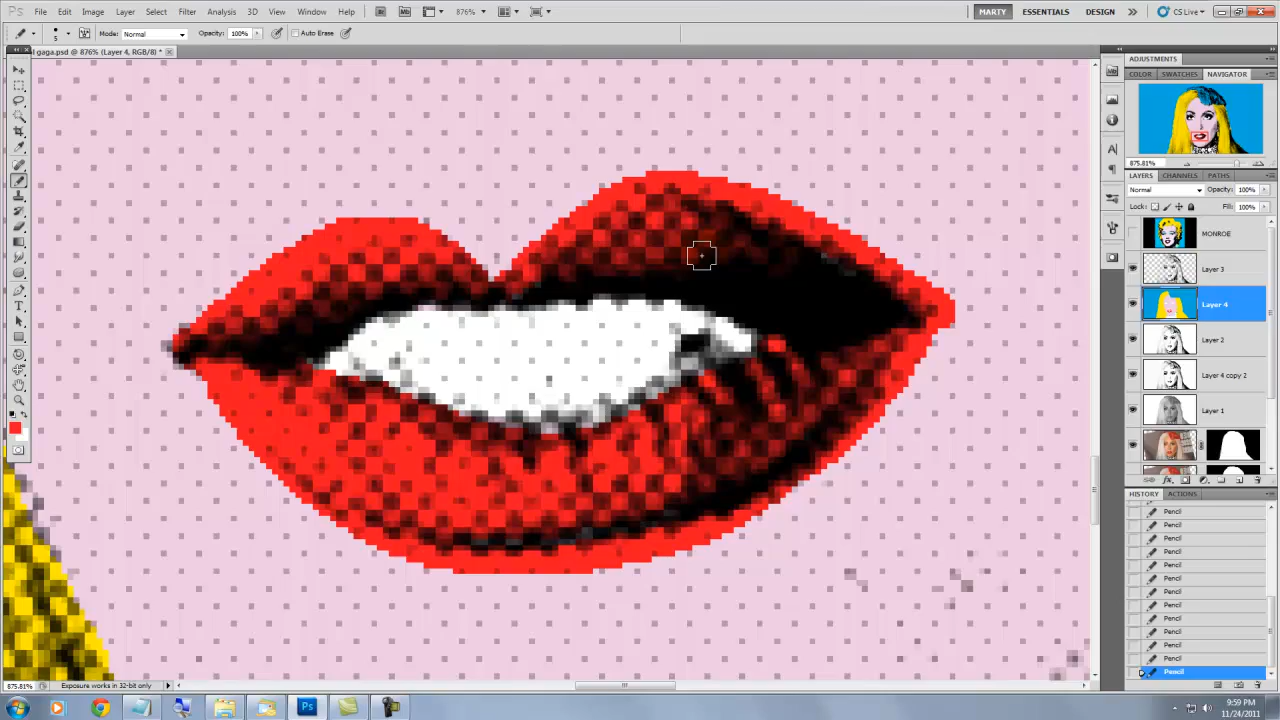 File Edit Image Layer Select Filter Analysis 3D View Window Help 876% MARTY ESSENTIALS DESIGN CS Live
5 Mode: Normal Opacity: 100% Auto Erase
gaga.psd @ 876% (Layer 4, RGB/8) *
ADJUSTMENTS
COLOR SWATCHES NAVIGATOR
875.81%
LAYERS CHANNELS PATHS
Normal Opacity: 100%
Lock: Fill: 100%
MONROE
Layer 3
Layer 4
Layer 2
Layer 4 copy 2
Layer 1
HISTORY ACTIONS
Pencil
Pencil
Pencil
Pencil
Pencil
Pencil
Pencil
Pencil
Pencil
Pencil
Pencil
Pencil
Pencil
875.81% Exposure works in 32-bit only
9:59 PM
11/24/2011